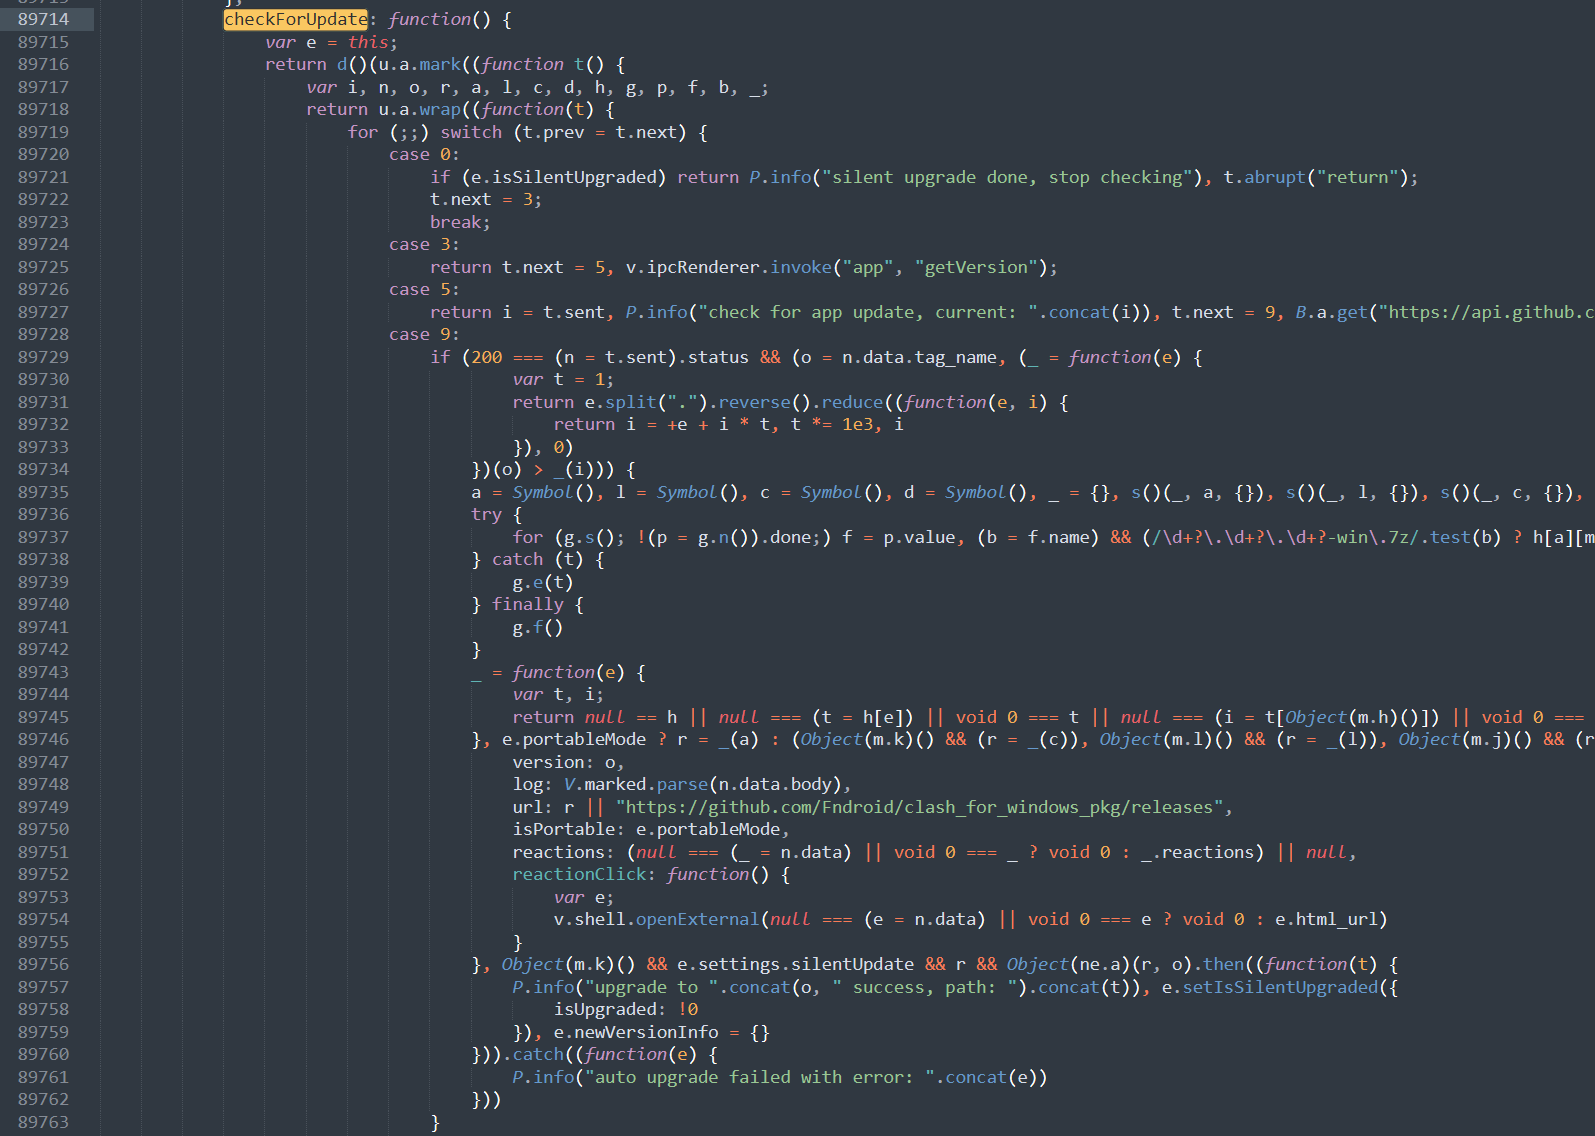 89714 checkForUpdate: function() {
89715 var e = this;
89716 return d()(u.a.mark((function t() {
89717 var i, n, o, r, a, l, c, d, h, g, p, f, b, _;
89718 return u.a.wrap((function(t) {
89719 for (;;) switch (t.prev = t.next) {
89720 case 0:
89721 if (e.isSilentUpgraded) return P.info("silent upgrade done, stop checking"), t.abrupt("return");
89722 t.next = 3;
89723 break;
89724 case 3:
89725 return t.next = 5, v.ipcRenderer.invoke("app", "getVersion");
89726 case 5:
89727 return i = t.sent, P.info("check for app update, current: ".concat(i)), t.next = 9, B.a.get("https://api.github.c
89728 case 9:
89729 if (200 === (n = t.sent).status && (o = n.data.tag_name, (_ = function(e) {
89730 var t = 1;
89731 return e.split(".").reverse().reduce((function(e, i) {
89732 return i = +e + i * t, t *= 1e3, i
89733 }), 0)
89734 })(o) > _(i))) {
89735 a = Symbol(), l = Symbol(), c = Symbol(), d = Symbol(), _ = {}, s()(_, a, {}), s()(_, l, {}), s()(_, c, {}),
89736 try {
89737 for (g.s(); !(p = g.n()).done;) f = p.value, (b = f.name) && (/\d+?\.\d+?\.\d+?-win\.7z/.test(b) ? h[a][m
89738 } catch (t) {
89739 g.e(t)
89740 } finally {
89741 g.f()
89742 }
89743 _ = function(e) {
89744 var t, i;
89745 return null == h || null === (t = h[e]) || void 0 === t || null === (i = t[Object(m.h)()]) || void 0 ===
89746 }, e.portableMode ? r = _(a) : (Object(m.k)() && (r = _(c)), Object(m.l)() && (r = _(l)), Object(m.j)() && (r
89747 version: o,
89748 log: V.marked.parse(n.data.body),
89749 url: r || "https://github.com/Fndroid/clash_for_windows_pkg/releases",
89750 isPortable: e.portableMode,
89751 reactions: (null === (_ = n.data) || void 0 === _ ? void 0 : _.reactions) || null,
89752 reactionClick: function() {
89753 var e;
89754 v.shell.openExternal(null === (e = n.data) || void 0 === e ? void 0 : e.html_url)
89755 }
89756 }, Object(m.k)() && e.settings.silentUpdate && r && Object(ne.a)(r, o).then((function(t) {
89757 P.info("upgrade to ".concat(o, " success, path: ").concat(t)), e.setIsSilentUpgraded({
89758 isUpgraded: !0
89759 }), e.newVersionInfo = {}
89760 })).catch((function(e) {
89761 P.info("auto upgrade failed with error: ".concat(e))
89762 }))
89763 }